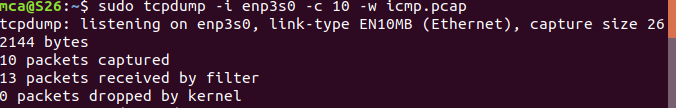 mca@S26:~$ sudo tcpdump -i enp3s0 -c 10 -w icmp.pcap
tcpdump: listening on enp3s0, link-type EN10MB (Ethernet), capture size 26
2144 bytes
10 packets captured
13 packets received by filter
0 packets dropped by kernel